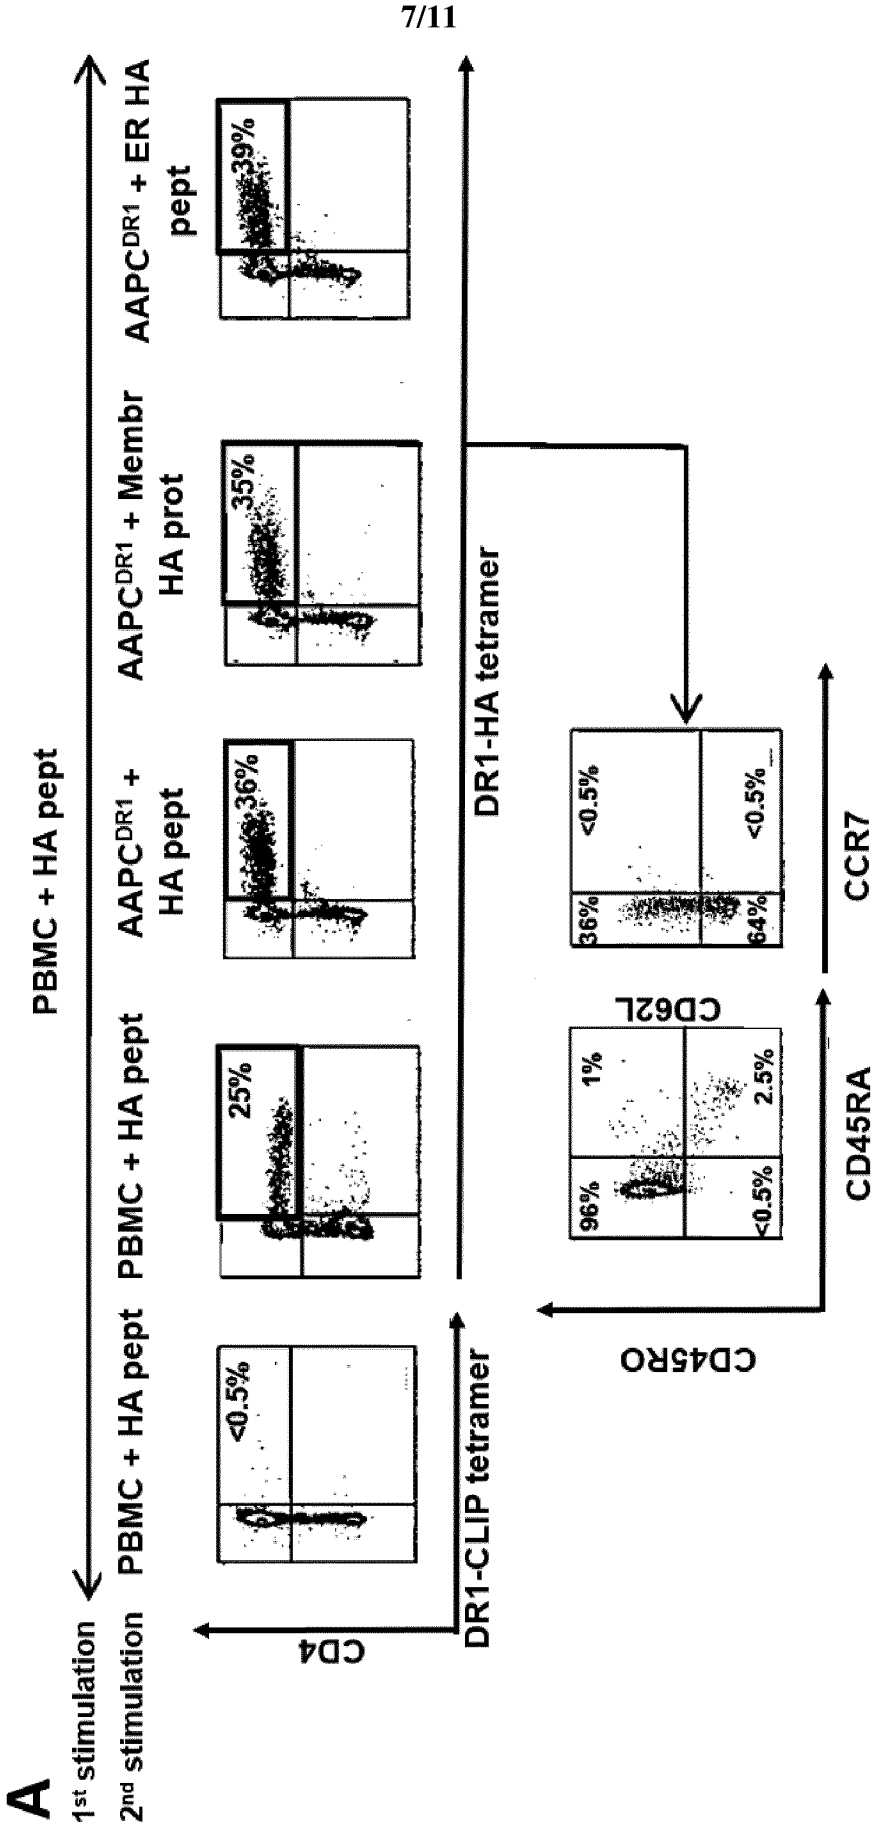 7/11
A
1st stimulation
PBMC + HA pept
2nd stimulation
PBMC + HA pept
PBMC + HA pept
AAPCDR1 +
HA pept
AAPCDR1 + Membr
HA prot
AAPCDR1 + ER HA
pept
CD4
<0.5%
25%
36%
35%
39%
DR1-CLIP tetramer
DR1-HA tetramer
CD45RO
96%
1%
<0.5%
2.5%
CD45RA
CD62L
36%
<0.5%
64%
<0.5%
CCR7